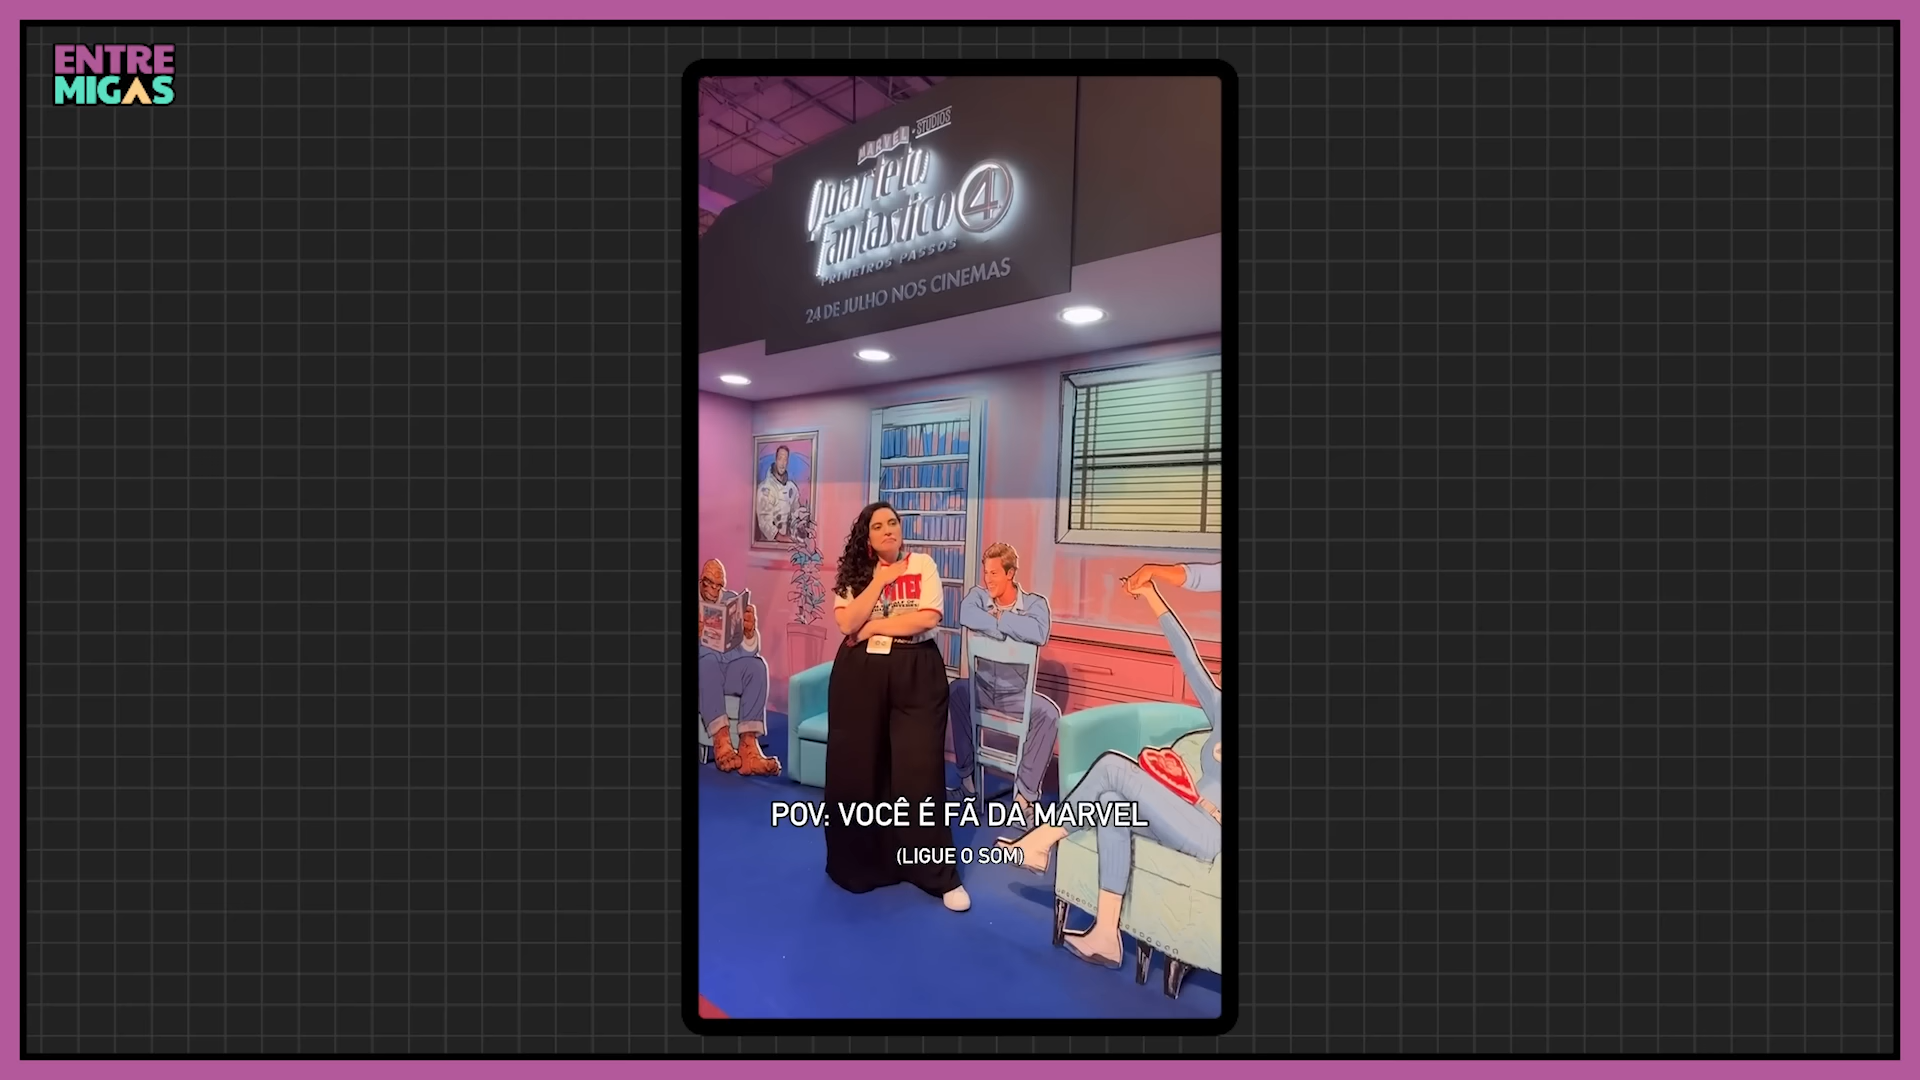 ENTRE
MIGAS
MARVEL STUDIOS
Quarteto
fantástico 4
PRIMEIROS PASSOS
24 DE JULHO NOS CINEMAS
POV: VOCÊ É FÃ DA MARVEL
(LIGUE O SOM)